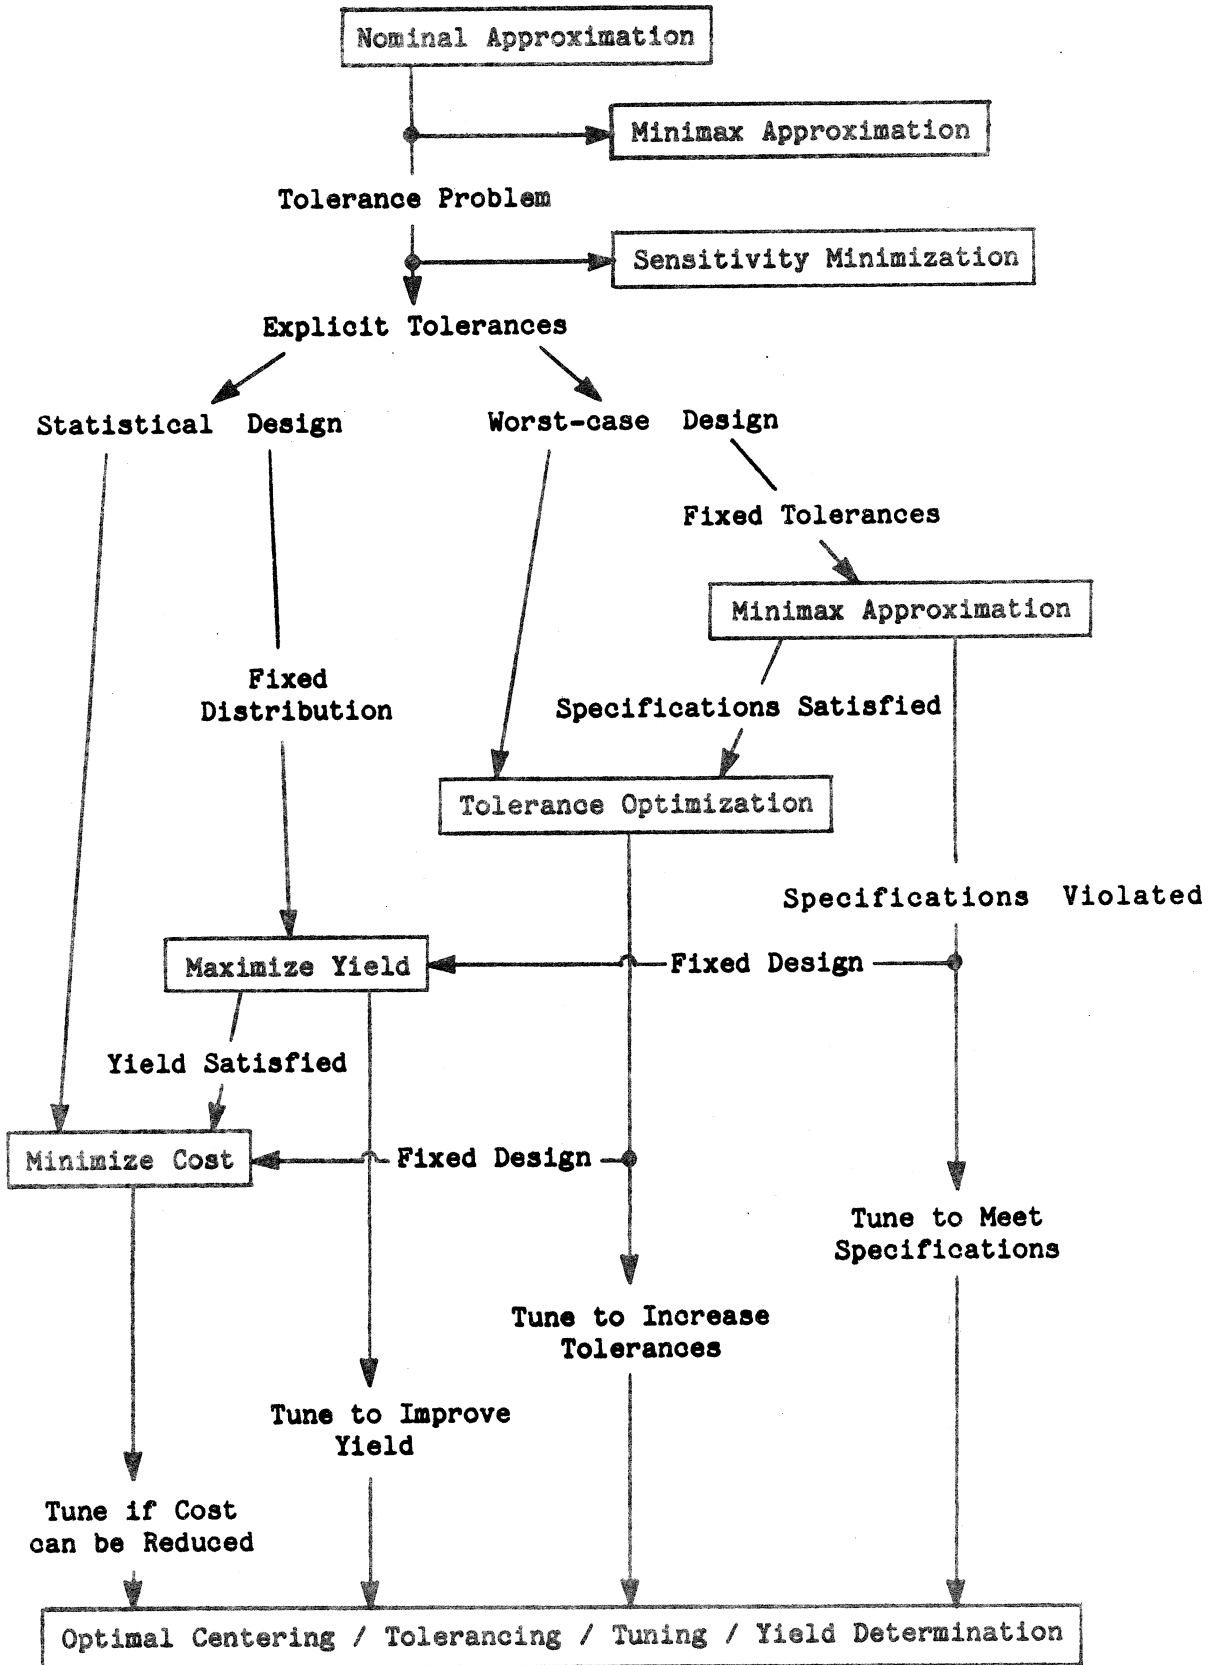 Nominal Approximation
Minimax Approximation
Tolerance Problem
Sensitivity Minimization
Explicit Tolerances
Statistical Design
Worst-case Design
Fixed Tolerances
Minimax Approximation
Fixed
Distribution
Specifications Satisfied
Tolerance Optimization
Specifications Violated
Maximize Yield
Fixed Design
Yield Satisfied
Minimize Cost
Fixed Design
Tune to Meet
Specifications
Tune to Increase
Tolerances
Tune to Improve
Yield
Tune if Cost
can be Reduced
Optimal Centering / Tolerancing / Tuning / Yield Determination